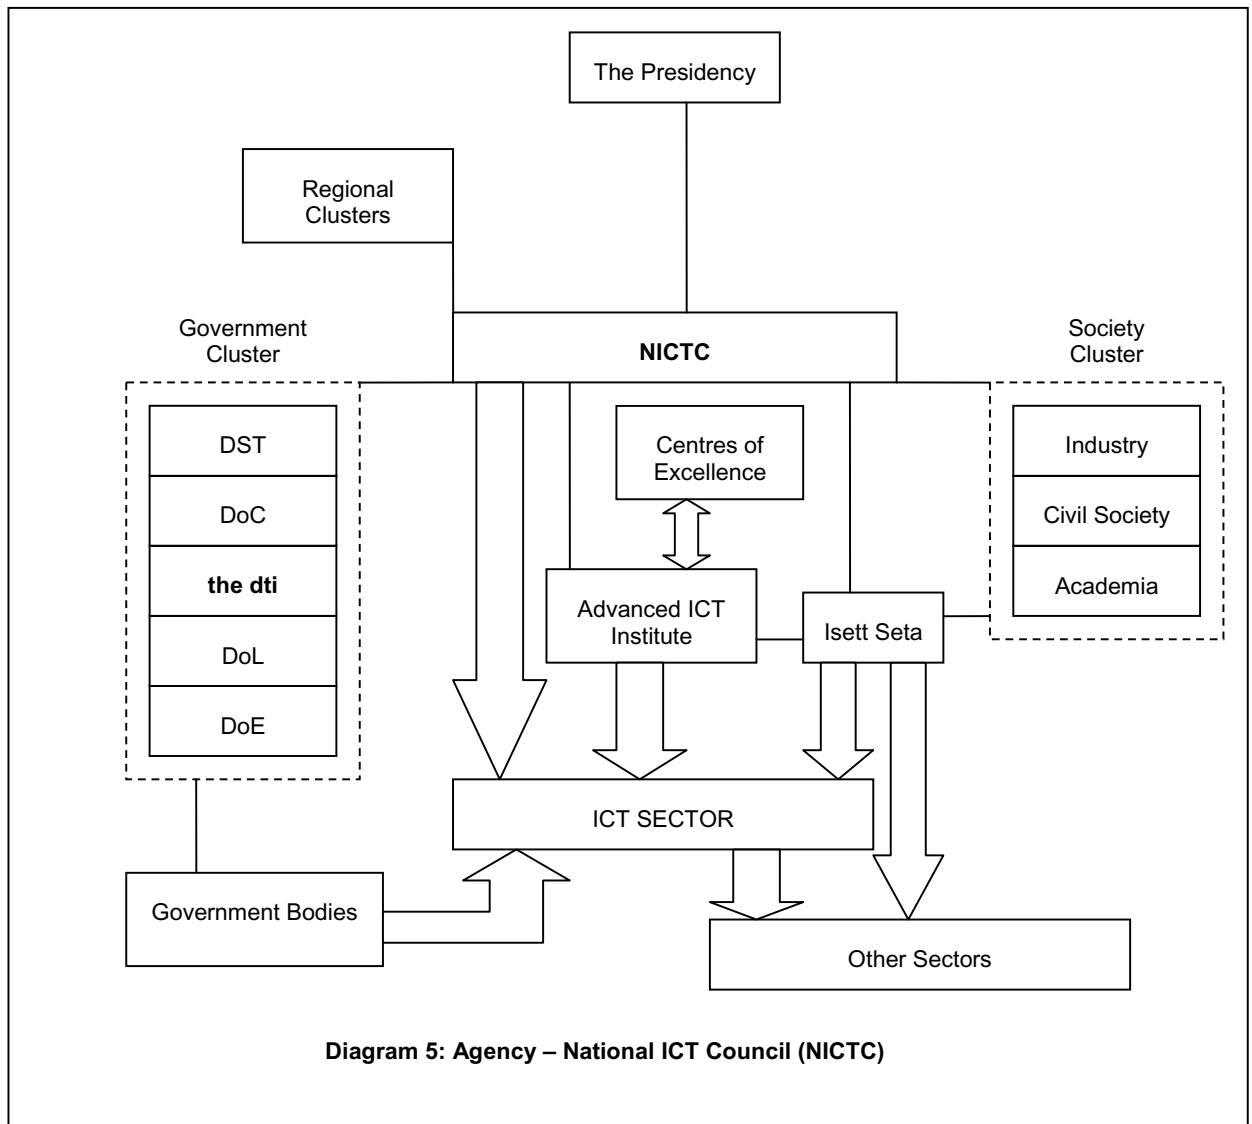 The Presidency
Regional
Clusters
Government
Cluster
NICTC
Society
Cluster
DST
DoC
the dti
DoL
DoE
Centres of
Excellence
Industry
Civil Society
Academia
Advanced ICT
Institute
Isett Seta
ICT SECTOR
Government Bodies
Other Sectors
Diagram 5: Agency – National ICT Council (NICTC)